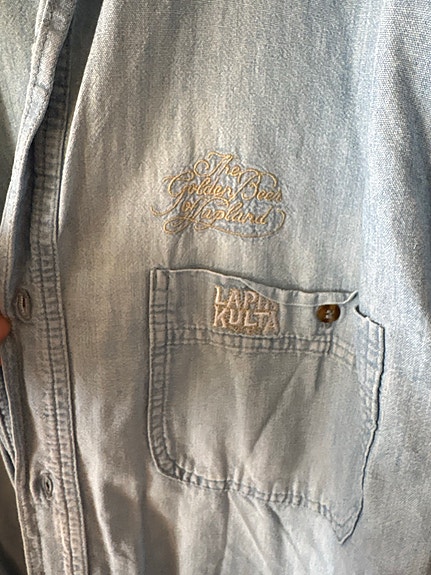 The
Golden Beer
of Lapland
LAPIN
KULTA